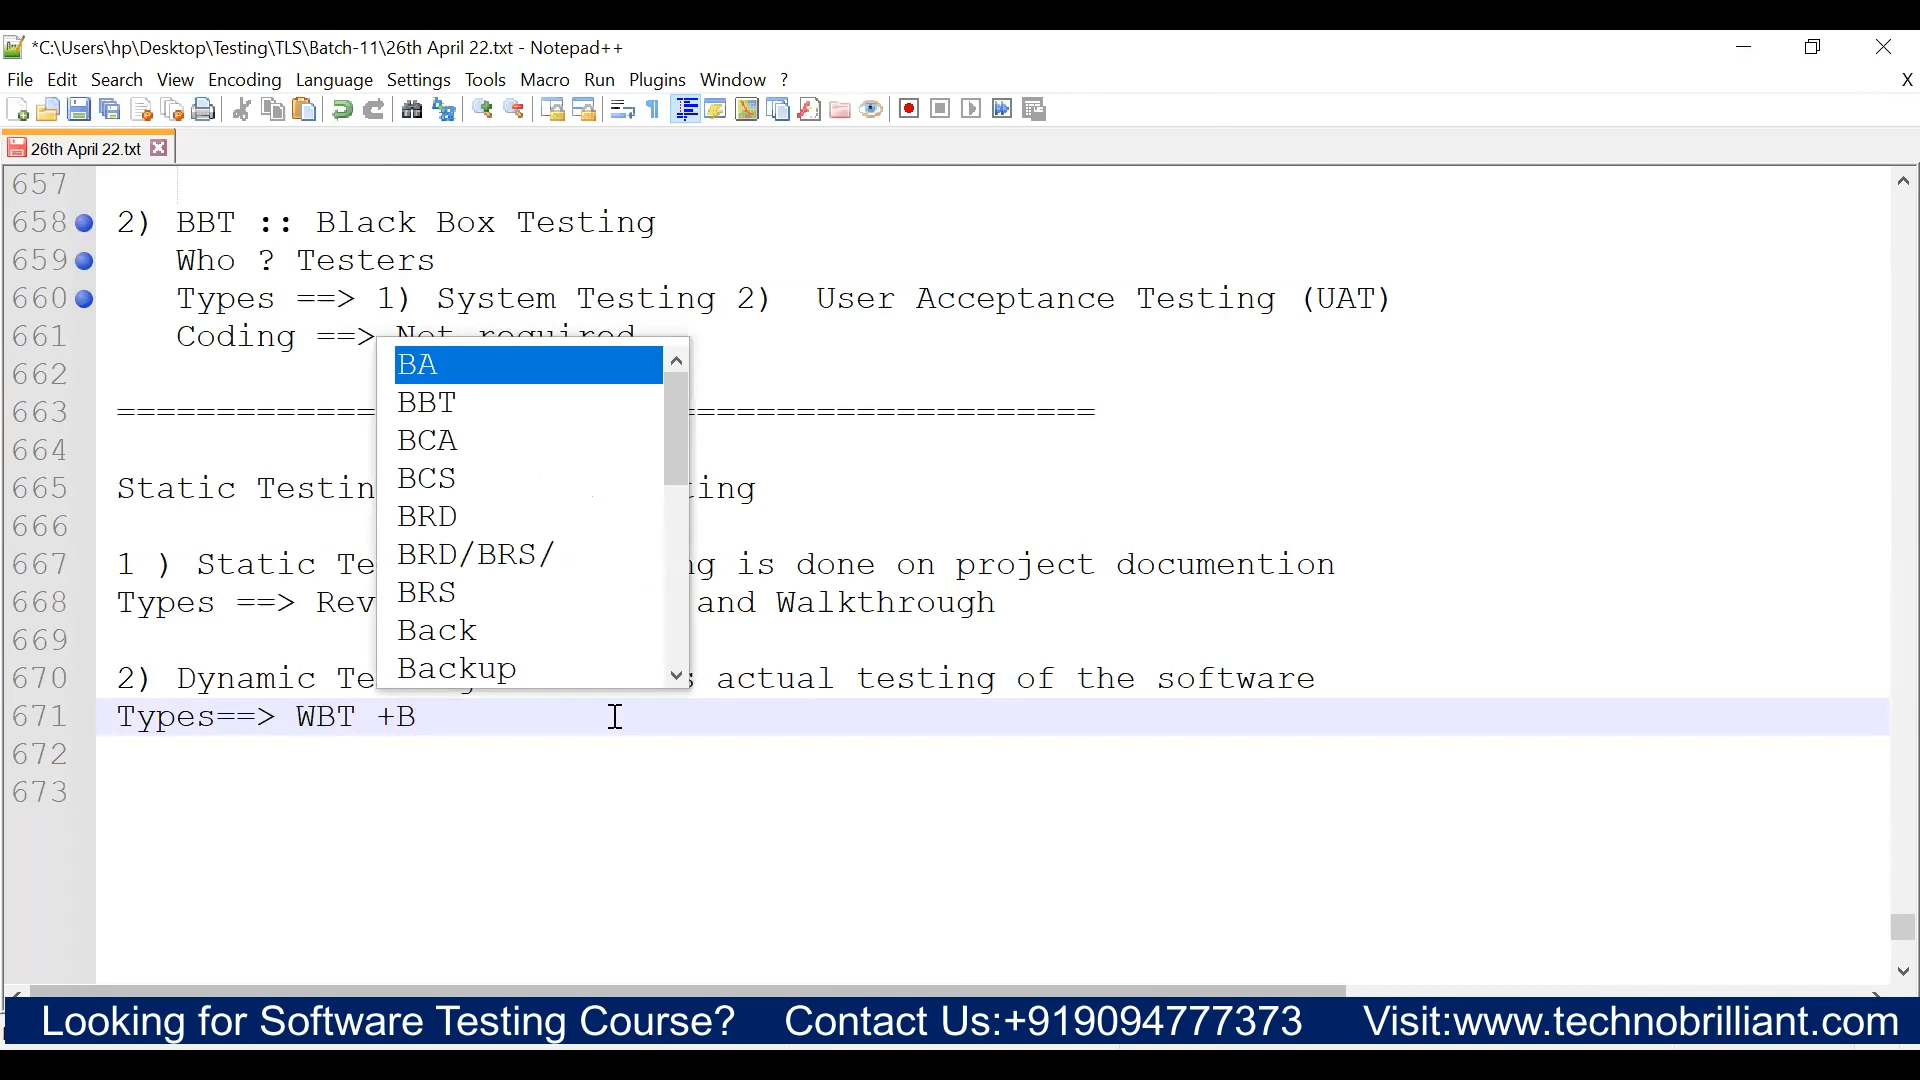 *C:\Users\hp\Desktop\Testing\TLS\Batch-11\26th April 22.txt - Notepad++
File Edit Search View Encoding Language Settings Tools Macro Run Plugins Window ? X
26th April 22.txt
657
658 2) BBT :: Black Box Testing
659 Who ? Testers
660 Types ==> 1) System Testing 2) User Acceptance Testing (UAT)
661 Coding ==> Not required
662
663 ====================================
664
665 Static Testin ting
666
667 1 ) Static Te ng is done on project documention
668 Types ==> Rev and Walkthrough
669
670 2) Dynamic Te s actual testing of the software
671 Types==> WBT +B
672
673
BA
BBT
BCA
BCS
BRD
BRD/BRS/
BRS
Back
Backup
Looking for Software Testing Course? Contact Us:+919094777373 Visit:www.technobrilliant.com